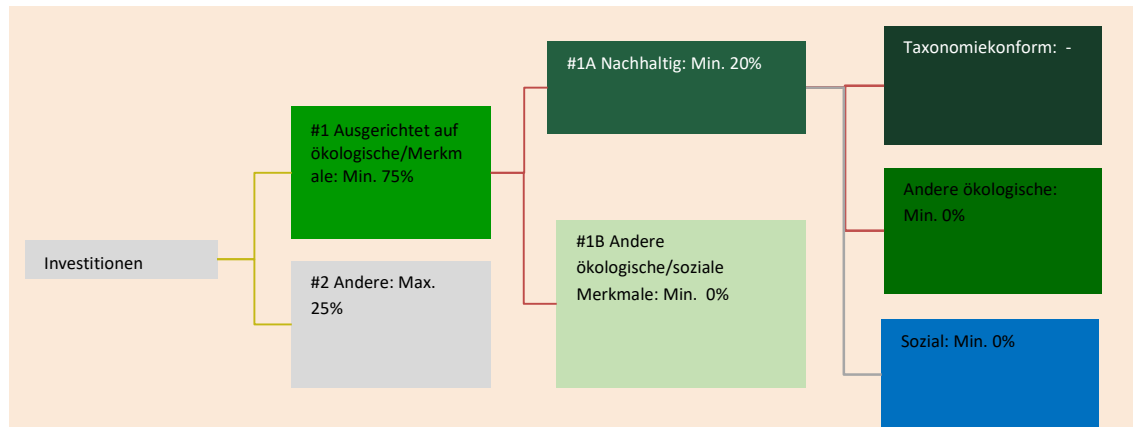 Investitionen
#1 Ausgerichtet auf
ökologische/Merkm
ale: Min. 75%
#2 Andere: Max.
25%
#1A Nachhaltig: Min. 20%
#1B Andere
ökologische/soziale
Merkmale: Min. 0%
Taxonomiekonform: -
Andere ökologische:
Min. 0%
Sozial: Min. 0%